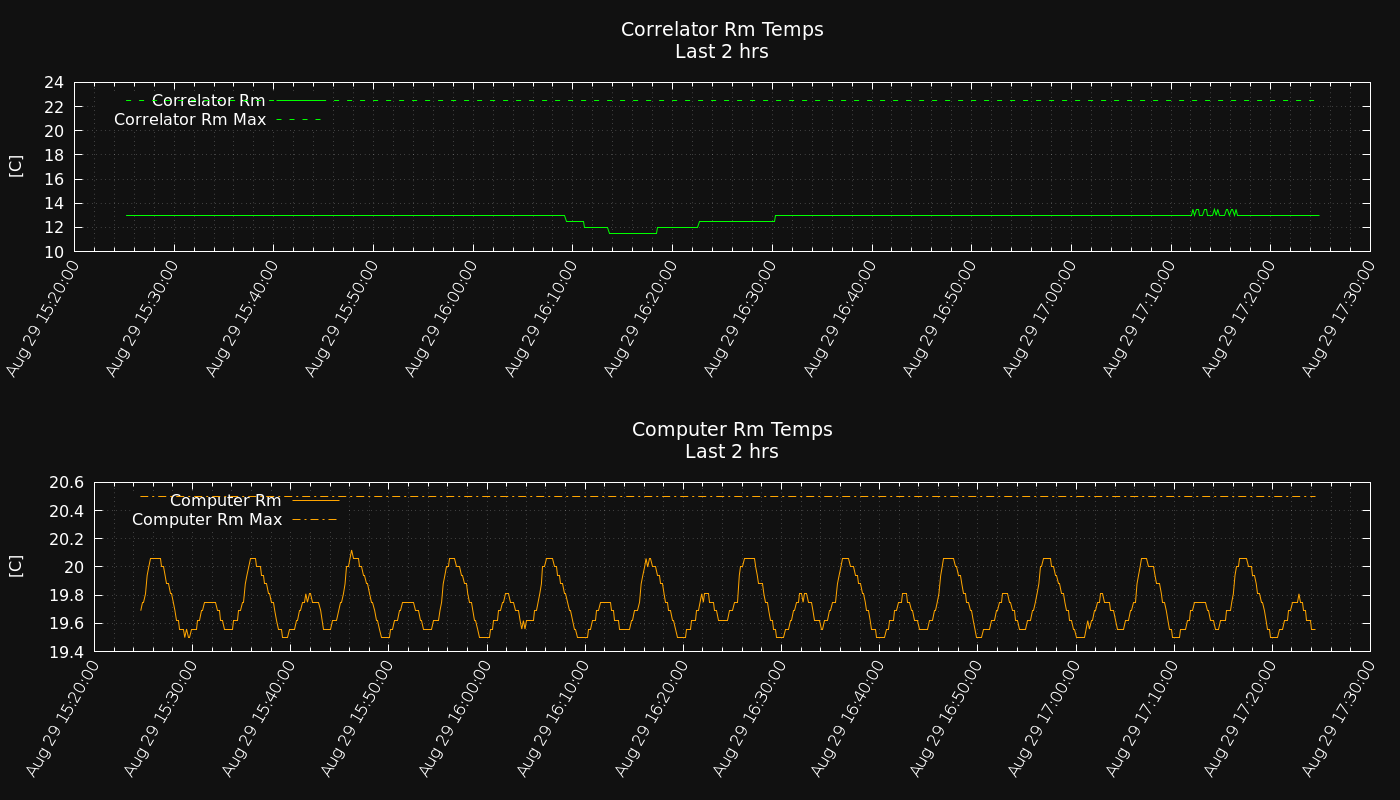 Correlator Rm Temps
Last 2 hrs
24
22
20
18
16
14
12
10
[C]
Correlator Rm
Correlator Rm Max
Aug 29 15:20:00
Aug 29 15:30:00
Aug 29 15:40:00
Aug 29 15:50:00
Aug 29 16:00:00
Aug 29 16:10:00
Aug 29 16:20:00
Aug 29 16:30:00
Aug 29 16:40:00
Aug 29 16:50:00
Aug 29 17:00:00
Aug 29 17:10:00
Aug 29 17:20:00
Aug 29 17:30:00
Computer Rm Temps
Last 2 hrs
20.6
20.4
20.2
20
19.8
19.6
19.4
[C]
Computer Rm
Computer Rm Max
Aug 29 15:20:00
Aug 29 15:30:00
Aug 29 15:40:00
Aug 29 15:50:00
Aug 29 16:00:00
Aug 29 16:10:00
Aug 29 16:20:00
Aug 29 16:30:00
Aug 29 16:40:00
Aug 29 16:50:00
Aug 29 17:00:00
Aug 29 17:10:00
Aug 29 17:20:00
Aug 29 17:30:00